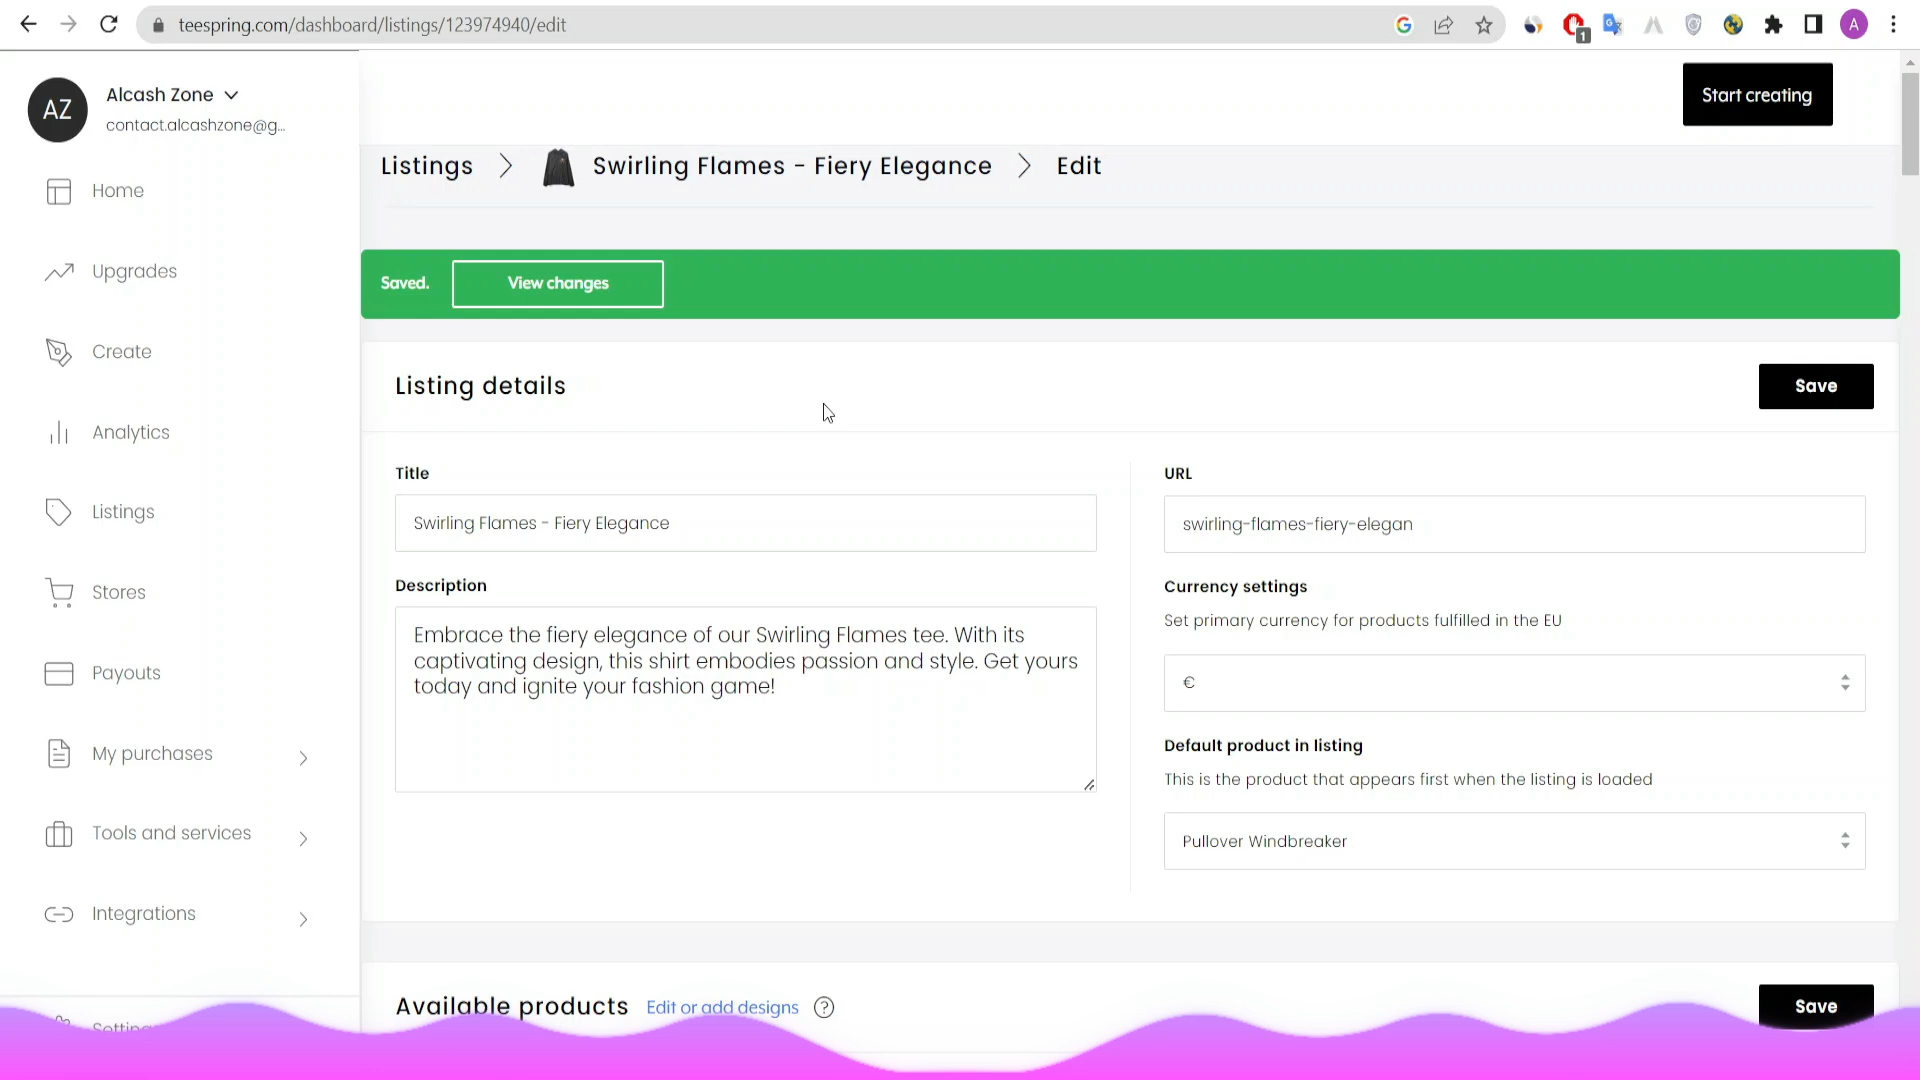 teespring.com/dashboard/listings/123974940/edit
1
A
AZ
Alcash Zone
contact.alcashzone@g...
Start creating
Home
Upgrades
Create
Analytics
Listings
Stores
Payouts
My purchases
Tools and services
Integrations
Listings
Swirling Flames - Fiery Elegance
Edit
Saved.
View changes
Listing details
Save
Title
Swirling Flames - Fiery Elegance
Description
Embrace the fiery elegance of our Swirling Flames tee. With its
captivating design, this shirt embodies passion and style. Get yours
today and ignite your fashion game!
URL
swirling-flames-fiery-elegan
Currency settings
Set primary currency for products fulfilled in the EU
€
Default product in listing
This is the product that appears first when the listing is loaded
Pullover Windbreaker
Available products
Edit or add designs
?
Save